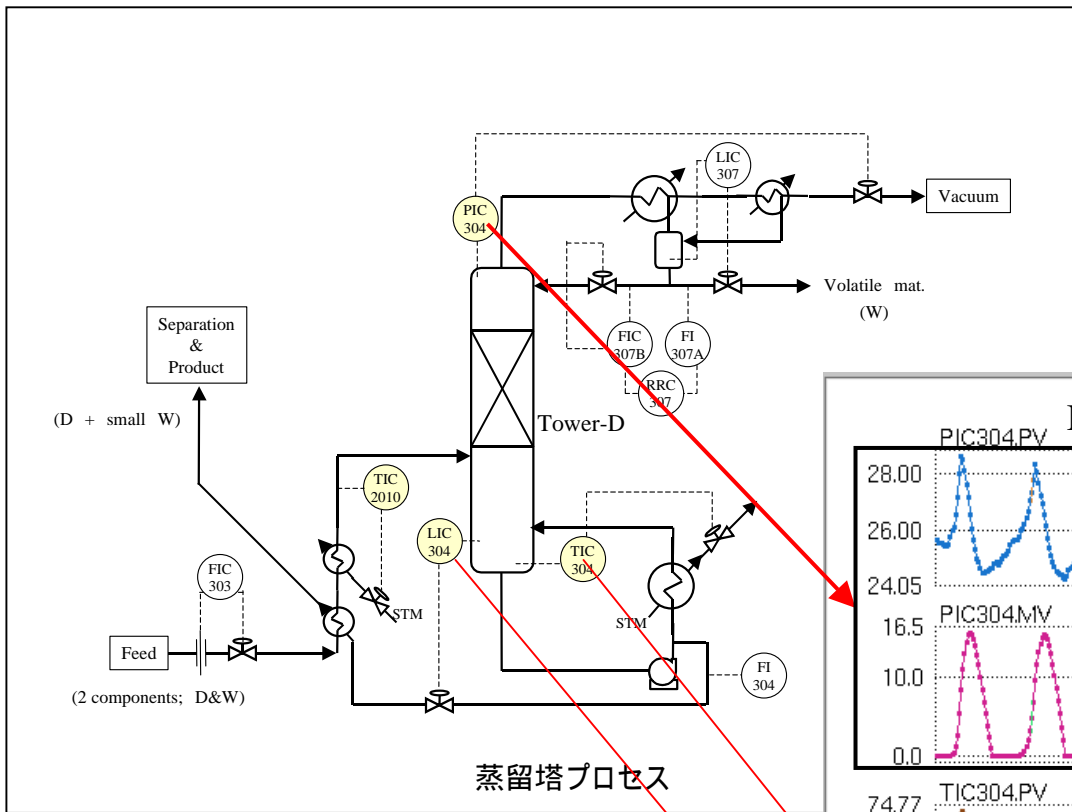 LIC
307
PIC
304
Vacuum
Volatile mat.
(W)
FIC
307B
FI
307A
RRC
307
Separation
&
Product
(D + small W)
Tower-D
TIC
2010
LIC
304
TIC
304
FIC
303
STM
STM
Feed
FI
304
(2 components; D&W)
蒸留塔プロセス
PIC304.PV
28.00
26.00
24.05
PIC304.MV
16.5
10.0
0.0
TIC304.PV
74.77